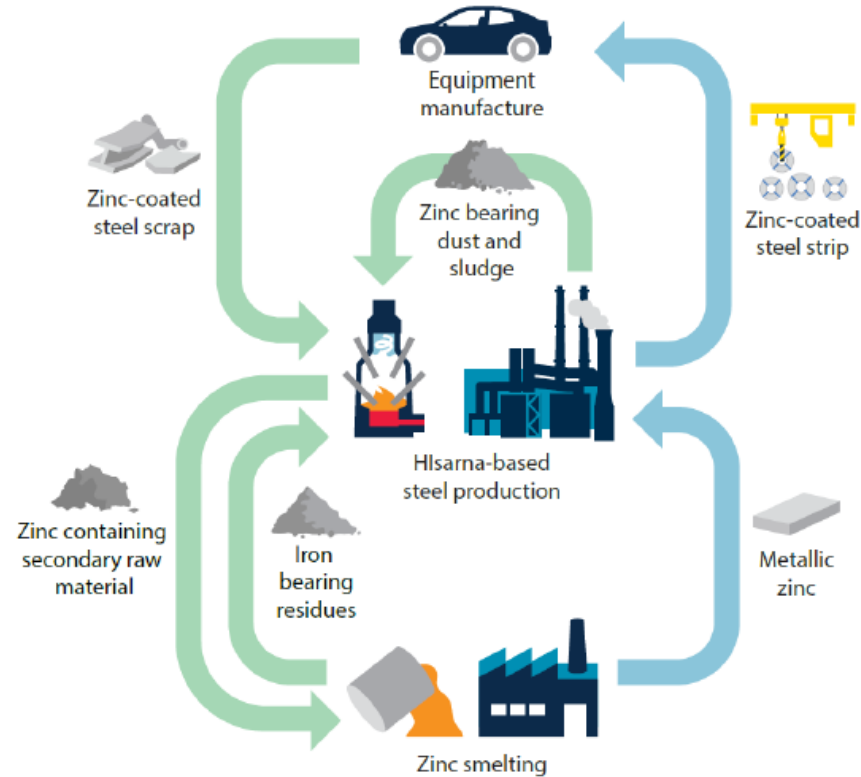 Equipment
manufacture
Zinc-coated
steel scrap
Zinc bearing
dust and
sludge
Zinc-coated
steel strip
HIsarna-based
steel production
Zinc containing
secondary raw
material
Iron
bearing
residues
Metallic
zinc
Zinc smelting